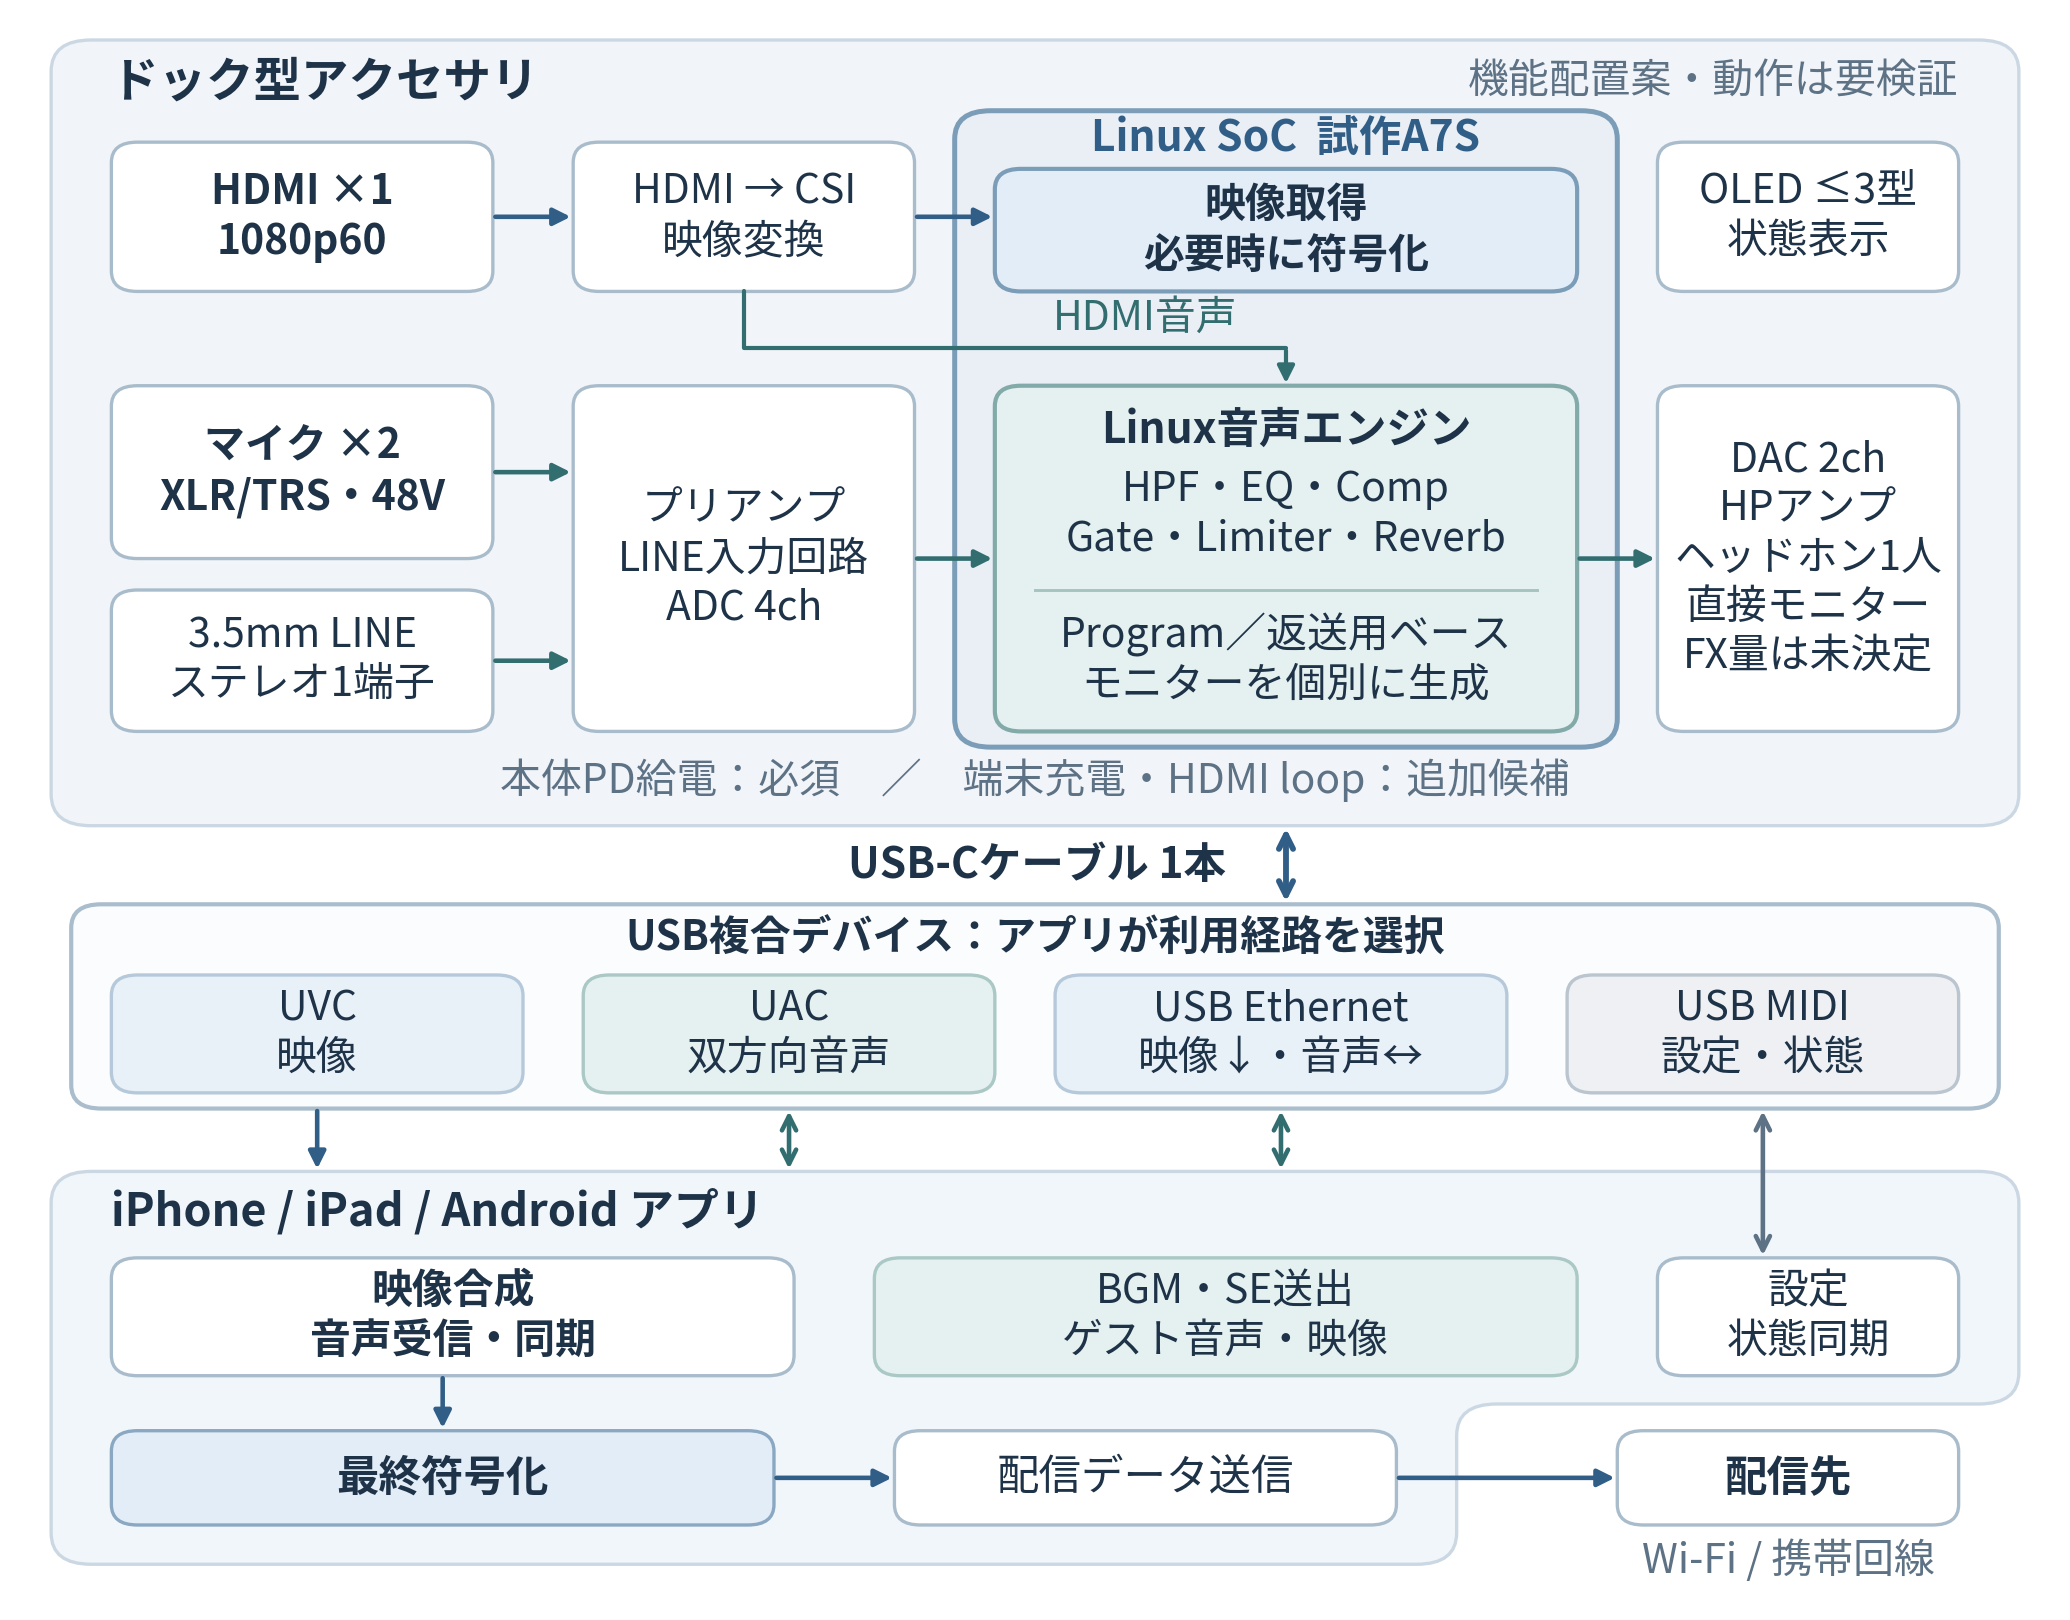 ドック型アクセサリ
機能配置案・動作は要検証
HDMI ×1
1080p60
HDMI → CSI
映像変換
Linux SoC 試作A7S
映像取得
必要時に符号化
OLED ≤3型
状態表示
HDMI音声
マイク ×2
XLR/TRS・48V
3.5mm LINE
ステレオ1端子
プリアンプ
LINE入力回路
ADC 4ch
Linux音声エンジン
HPF・EQ・Comp
Gate・Limiter・Reverb
Program／返送用ベース
モニターを個別に生成
DAC 2ch
HPアンプ
ヘッドホン1人
直接モニター
FX量は未決定
本体PD給電：必須　／　端末充電・HDMI loop：追加候補
USB-Cケーブル 1本
USB複合デバイス：アプリが利用経路を選択
UVC
映像
UAC
双方向音声
USB Ethernet
映像↓・音声↔
USB MIDI
設定・状態
iPhone / iPad / Android アプリ
映像合成
音声受信・同期
BGM・SE送出
ゲスト音声・映像
設定
状態同期
最終符号化
配信データ送信
配信先
Wi-Fi / 携帯回線